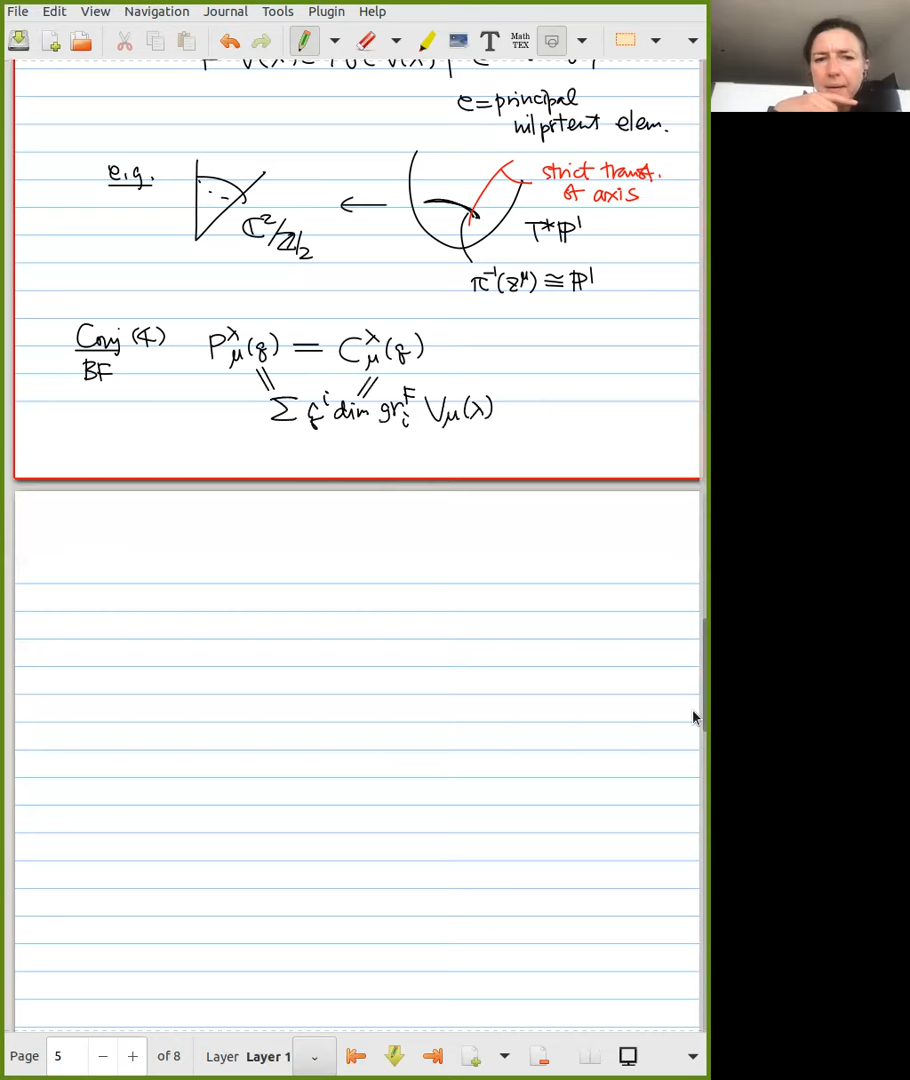 File Edit View Navigation Journal Tools Plugin Help
T Math TEX
e = principal
nilpotent elem.
e.g.
strict transf.
of axis
ℂ²/ℤ/2
T*ℙ¹
π⁻¹(z^μ) ≅ ℙ¹
Conj (4) P^λ_μ(q) = C^λ_μ(q)
BF
Σ q^i dim gr^F_i V_μ(λ)
Page 5 − + of 8 Layer Layer 1